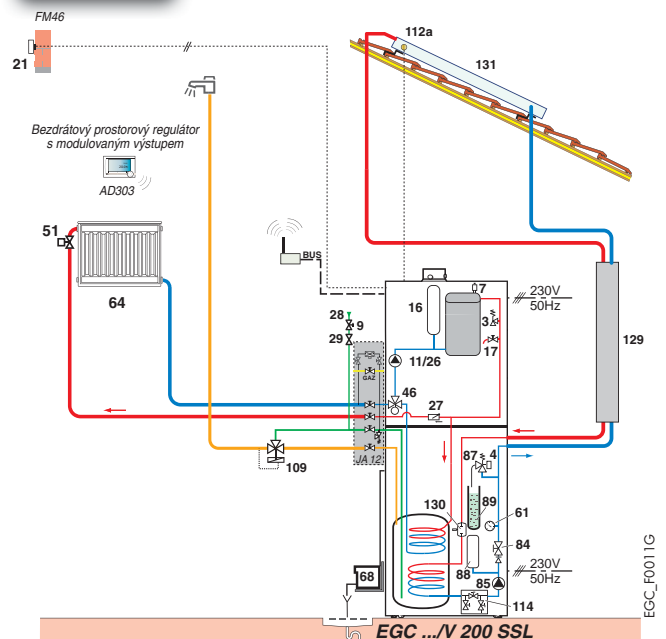 FM46
21
112a
131
Bezdrátový prostorový regulátor
s modulovaným výstupem
AD303
51
64
BUS
7
230V
50Hz
16
3
28
9
29
17
11/26
129
GAZ
46
27
109
JA 12
87
4
89
61
130
84
88
230V
50Hz
68
85
114
EGC_F0011G
EGC .../V 200 SSL